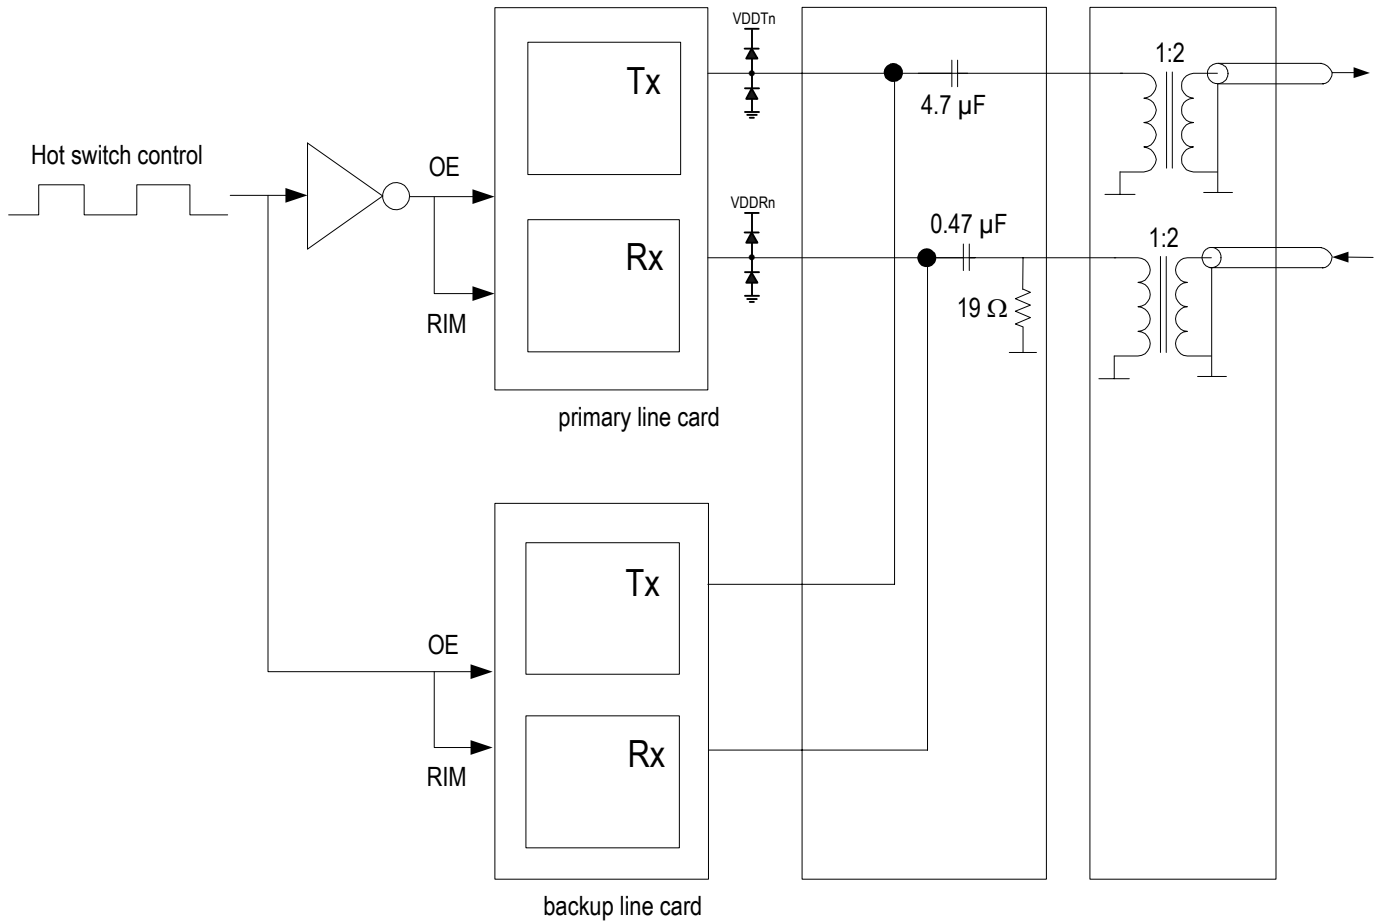 VDDTn
1:2
Tx
4.7 µF
Hot switch control
OE
VDDRn
0.47 µF
1:2
Rx
19 Ω
RIM
primary line card
Tx
OE
Rx
RIM
backup line card